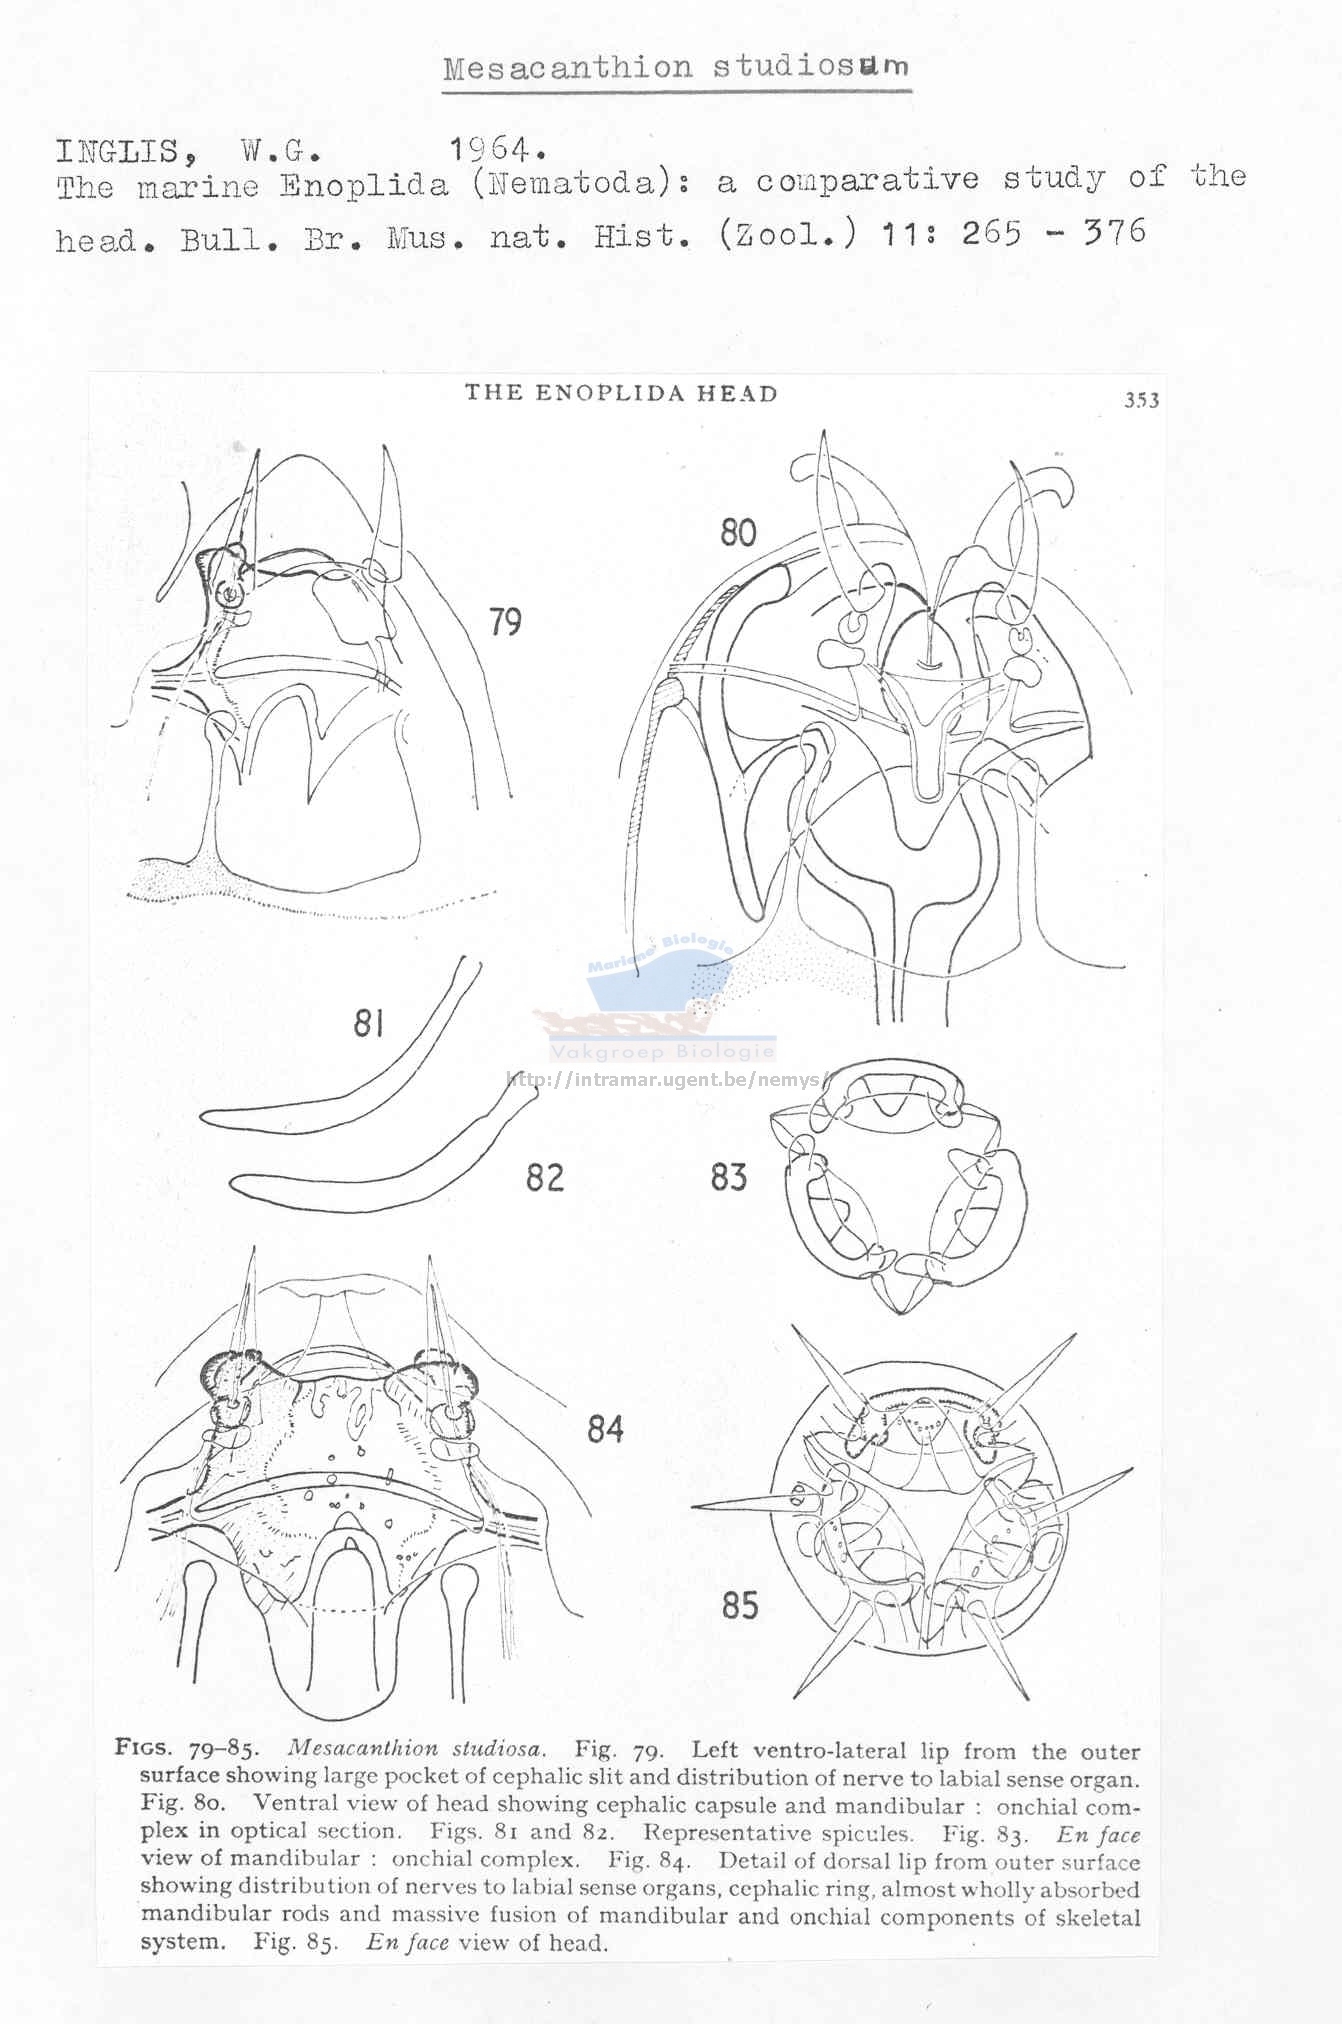 Mesacanthion studiosum
INGLIS, W.G. 1964.
The marine Enoplida (Nematoda): a comparative study of the
head. Bull. Br. Mus. nat. Hist. (Zool.) 11: 265 - 376
THE ENOPLIDA HEAD 353
79
80
81
82
83
84
85
Marine Biologie
Vakgroep Biologie
http://intramar.ugent.be/nemys/
FIGS. 79–85. Mesacanthion studiosa. Fig. 79. Left ventro-lateral lip from the outer
surface showing large pocket of cephalic slit and distribution of nerve to labial sense organ.
Fig. 80. Ventral view of head showing cephalic capsule and mandibular : onchial com-
plex in optical section. Figs. 81 and 82. Representative spicules. Fig. 83. En face
view of mandibular : onchial complex. Fig. 84. Detail of dorsal lip from outer surface
showing distribution of nerves to labial sense organs, cephalic ring, almost wholly absorbed
mandibular rods and massive fusion of mandibular and onchial components of skeletal
system. Fig. 85. En face view of head.